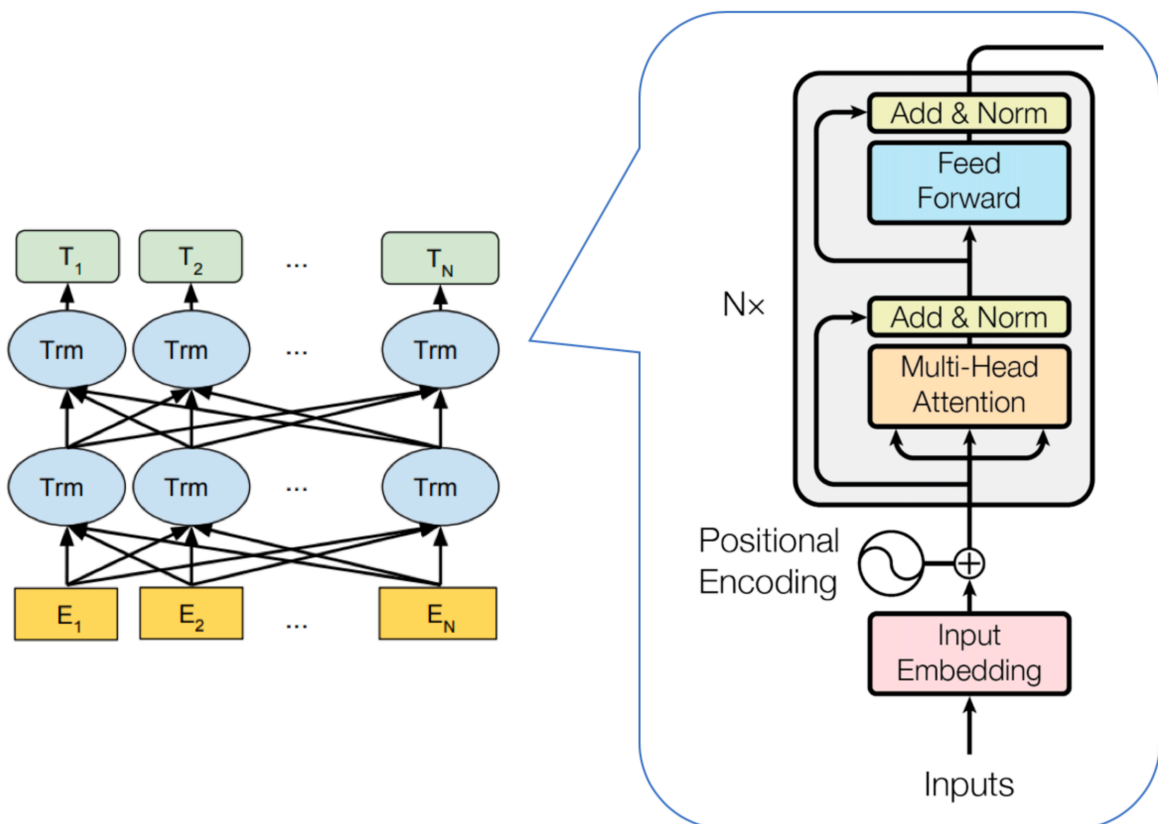 T1 T2 ... TN
Trm Trm ... Trm
Trm Trm ... Trm
E1 E2 ... EN
Add & Norm
Feed
Forward
Nx
Add & Norm
Multi-Head
Attention
Positional
Encoding
Input
Embedding
Inputs